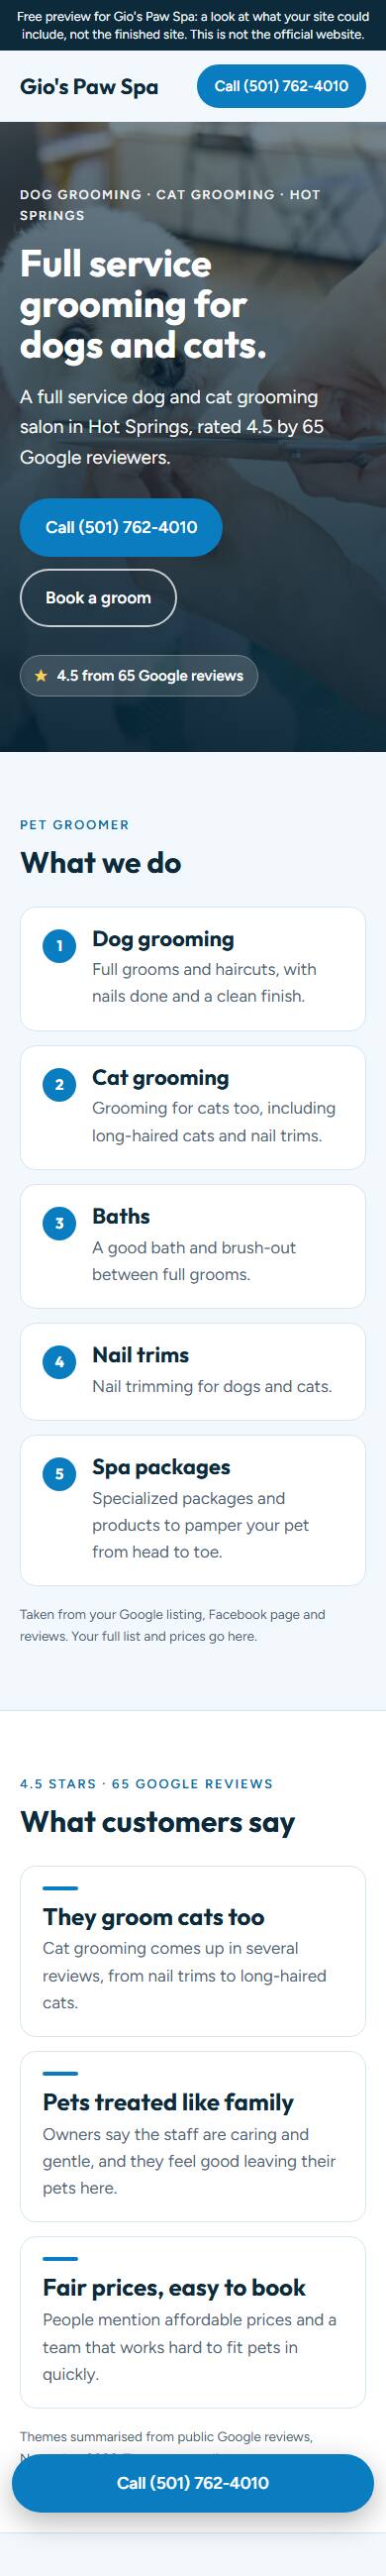 Free preview for Gio's Paw Spa: a look at what your site could
include, not the finished site. This is not the official website.
Gio's Paw Spa
Call (501) 762-4010
DOG GROOMING · CAT GROOMING · HOT
SPRINGS
Full service
grooming for
dogs and cats.
A full service dog and cat grooming
salon in Hot Springs, rated 4.5 by 65
Google reviewers.
Call (501) 762-4010
Book a groom
★ 4.5 from 65 Google reviews
PET GROOMER
What we do
1
Dog grooming
Full grooms and haircuts, with
nails done and a clean finish.
2
Cat grooming
Grooming for cats too, including
long-haired cats and nail trims.
3
Baths
A good bath and brush-out
between full grooms.
4
Nail trims
Nail trimming for dogs and cats.
5
Spa packages
Specialized packages and
products to pamper your pet
from head to toe.
Taken from your Google listing, Facebook page and
reviews. Your full list and prices go here.
4.5 STARS · 65 GOOGLE REVIEWS
What customers say
They groom cats too
Cat grooming comes up in several
reviews, from nail trims to long-haired
cats.
Pets treated like family
Owners say the staff are caring and
gentle, and they feel good leaving their
pets here.
Fair prices, easy to book
People mention affordable prices and a
team that works hard to fit pets in
quickly.
Themes summarised from public Google reviews,
Call (501) 762-4010